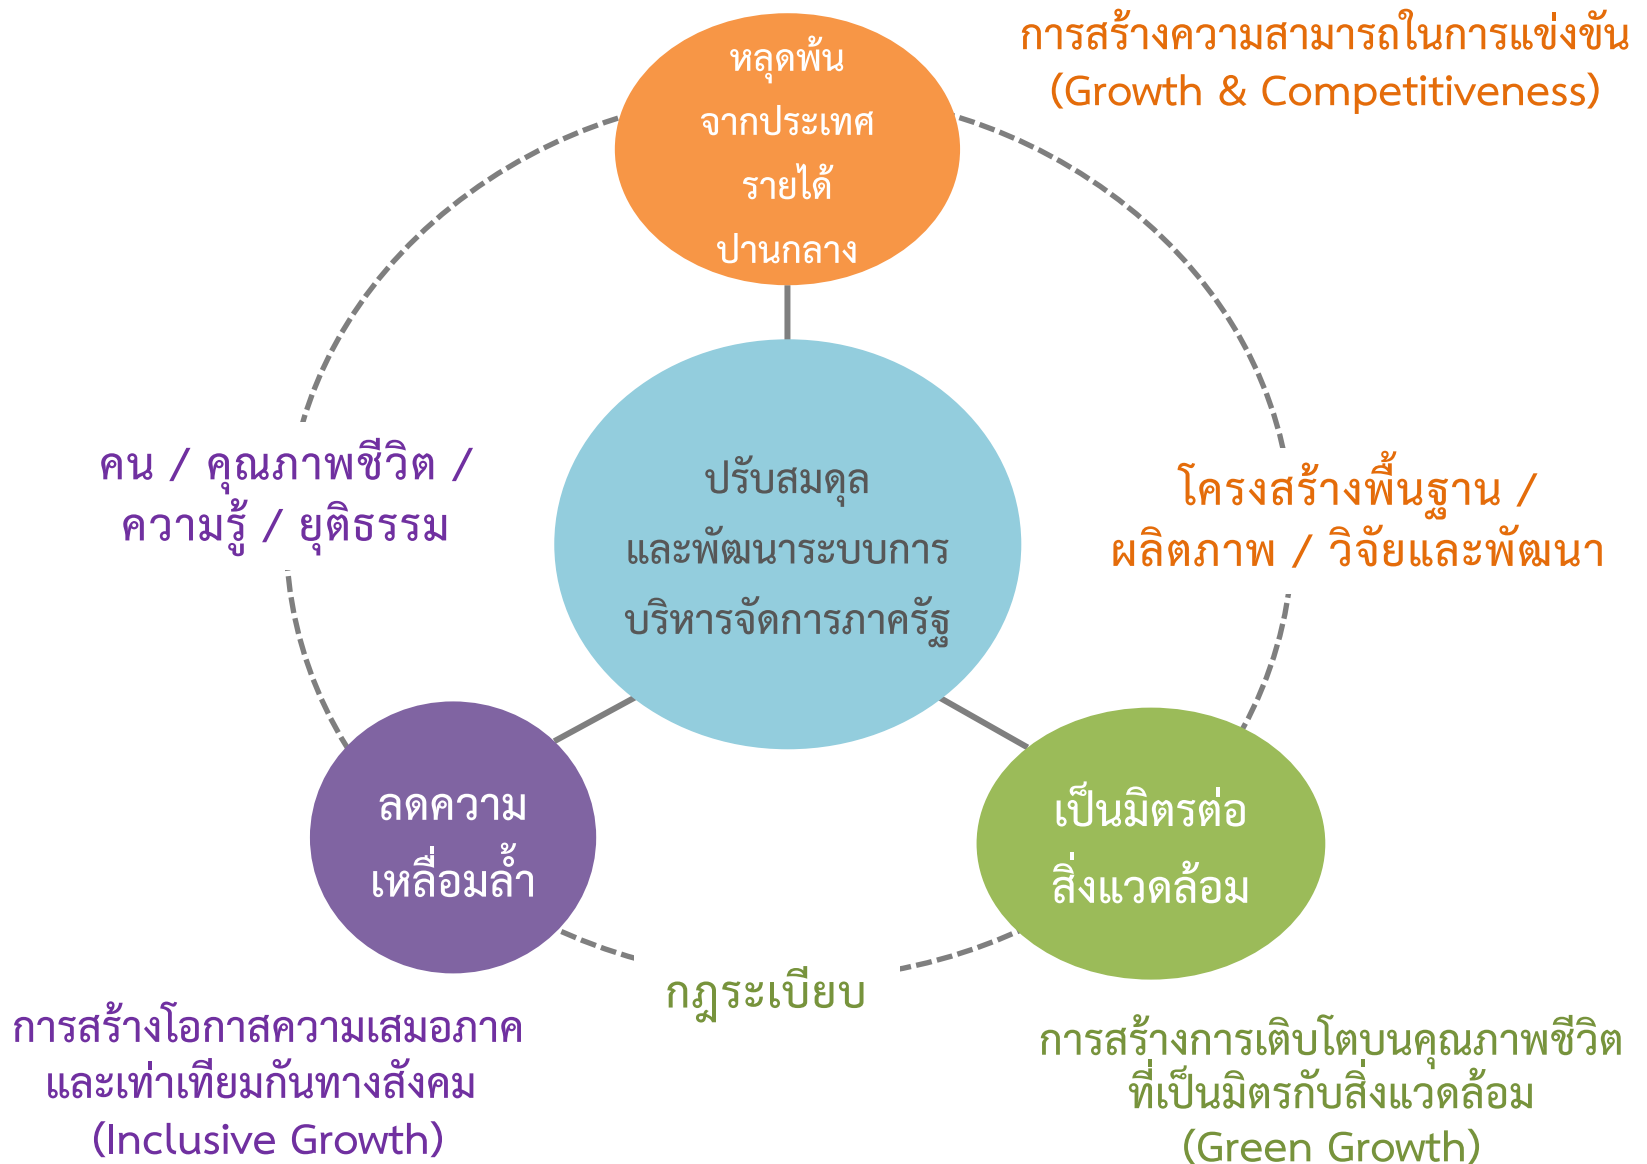 หลุดพ้น
จากประเทศ
รายได้
ปานกลาง
การสร้างความสามารถในการแข่งขัน
(Growth & Competitiveness)
คน / คุณภาพชีวิต /
ความรู้ / ยุติธรรม
ปรับสมดุล
และพัฒนาระบบการ
บริหารจัดการภาครัฐ
โครงสร้างพื้นฐาน /
ผลิตภาพ / วิจัยและพัฒนา
ลดความ
เหลื่อมล้ำ
เป็นมิตรต่อ
สิ่งแวดล้อม
กฎระเบียบ
การสร้างโอกาสความเสมอภาค
และเท่าเทียมกันทางสังคม
(Inclusive Growth)
การสร้างการเติบโตบนคุณภาพชีวิต
ที่เป็นมิตรกับสิ่งแวดล้อม
(Green Growth)